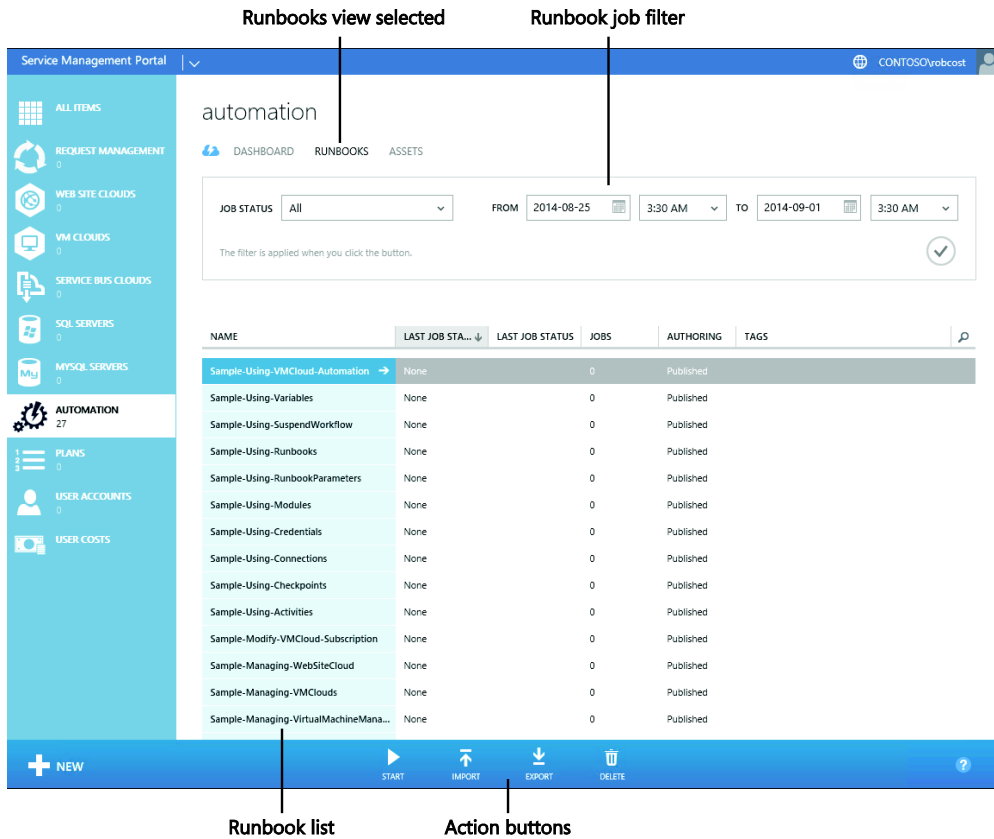 Runbooks view selected
Runbook job filter
Service Management Portal
CONTOSO\robcost
ALL ITEMS
REQUEST MANAGEMENT
0
WEB SITE CLOUDS
0
VM CLOUDS
0
SERVICE BUS CLOUDS
0
SQL SERVERS
0
My
MYSQL SERVERS
0
AUTOMATION
27
1
2
3
PLANS
0
USER ACCOUNTS
0
USER COSTS
automation
DASHBOARD RUNBOOKS ASSETS
JOB STATUS All FROM 2014-08-25 3:30 AM TO 2014-09-01 3:30 AM
The filter is applied when you click the button.
NAME LAST JOB STA... LAST JOB STATUS JOBS AUTHORING TAGS
Sample-Using-VMCloud-Automation None 0 Published
Sample-Using-Variables None 0 Published
Sample-Using-SuspendWorkflow None 0 Published
Sample-Using-Runbooks None 0 Published
Sample-Using-RunbookParameters None 0 Published
Sample-Using-Modules None 0 Published
Sample-Using-Credentials None 0 Published
Sample-Using-Connections None 0 Published
Sample-Using-Checkpoints None 0 Published
Sample-Using-Activities None 0 Published
Sample-Modify-VMCloud-Subscription None 0 Published
Sample-Managing-WebSiteCloud None 0 Published
Sample-Managing-VMClouds None 0 Published
Sample-Managing-VirtualMachineMana... None 0 Published
NEW
START IMPORT EXPORT DELETE
?
Runbook list
Action buttons